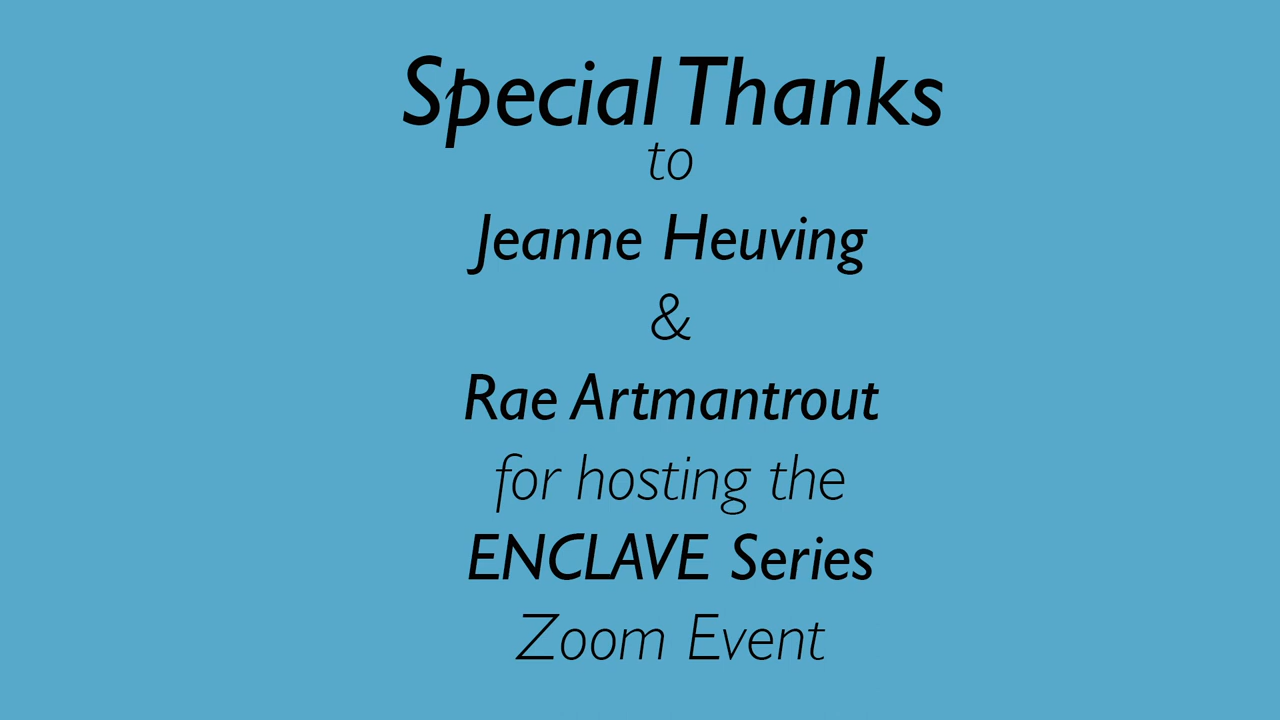 Special Thanks
to
Jeanne Heuving
&
Rae Artmantrout
for hosting the
ENCLAVE Series
Zoom Event